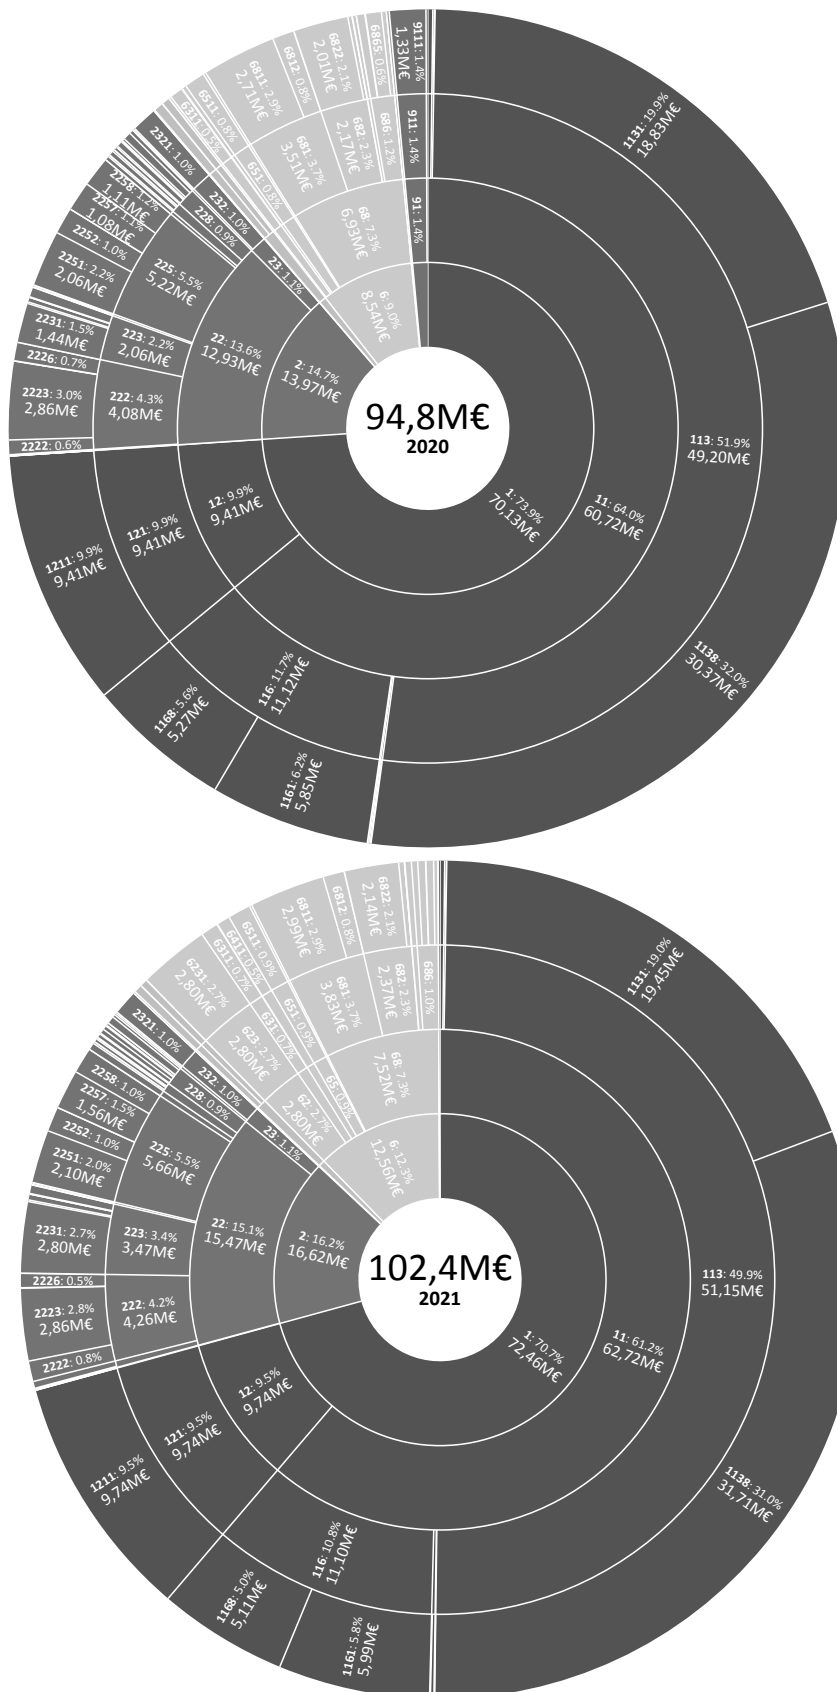 94,8M€
2020
1: 73.9%
70,13M€
11: 64.0%
60,72M€
113: 51.9%
49,20M€
1131: 19.9%
18,83M€
1138: 32.0%
30,37M€
116: 11.7%
11,12M€
1161: 6.2%
5,85M€
1168: 5.6%
5,27M€
12: 9.9%
9,41M€
121: 9.9%
9,41M€
1211: 9.9%
9,41M€
2: 14.7%
13,97M€
22: 13.6%
12,93M€
222: 4.3%
4,08M€
2222: 0.6%
2223: 3.0%
2,86M€
2226: 0.7%
223: 2.2%
2,06M€
2231: 1.5%
1,44M€
225: 5.5%
5,22M€
2251: 2.2%
2,06M€
2252: 1.0%
2257: 1.1%
1,08M€
2258: 1.2%
1,11M€
228: 0.9%
23: 1.1%
232: 1.0%
2321: 1.0%
6: 9.0%
8,54M€
6311: 0.5%
651: 0.8%
6511: 0.8%
68: 7.3%
6,93M€
681: 3.7%
3,51M€
6811: 2.9%
2,71M€
6812: 0.8%
682: 2.3%
2,17M€
6822: 2.1%
2,01M€
686: 1.2%
6865: 0.6%
91: 1.4%
911: 1.4%
9111: 1.4%
1,33M€
102,4M€
2021
1: 70.7%
72,46M€
11: 61.2%
62,72M€
113: 49.9%
51,15M€
1131: 19.0%
19,45M€
1138: 31.0%
31,71M€
116: 10.8%
11,10M€
1161: 5.8%
5,99M€
1168: 5.0%
5,11M€
12: 9.5%
9,74M€
121: 9.5%
9,74M€
1211: 9.5%
9,74M€
2: 16.2%
16,62M€
22: 15.1%
15,47M€
222: 4.2%
4,26M€
2222: 0.8%
2223: 2.8%
2,86M€
2226: 0.5%
223: 3.4%
3,47M€
2231: 2.7%
2,80M€
225: 5.5%
5,66M€
2251: 2.0%
2,10M€
2252: 1.0%
2257: 1.5%
1,56M€
2258: 1.0%
228: 0.9%
23: 1.1%
232: 1.0%
2321: 1.0%
6: 12.3%
12,56M€
62: 2.7%
2,80M€
623: 2.7%
2,80M€
6231: 2.7%
2,80M€
631: 0.7%
6311: 0.7%
6411: 0.5%
65: 0.9%
651: 0.9%
6511: 0.9%
68: 7.3%
7,52M€
681: 3.7%
3,83M€
6811: 2.9%
2,99M€
6812: 0.8%
682: 2.3%
2,37M€
6822: 2.1%
2,14M€
686: 1.0%